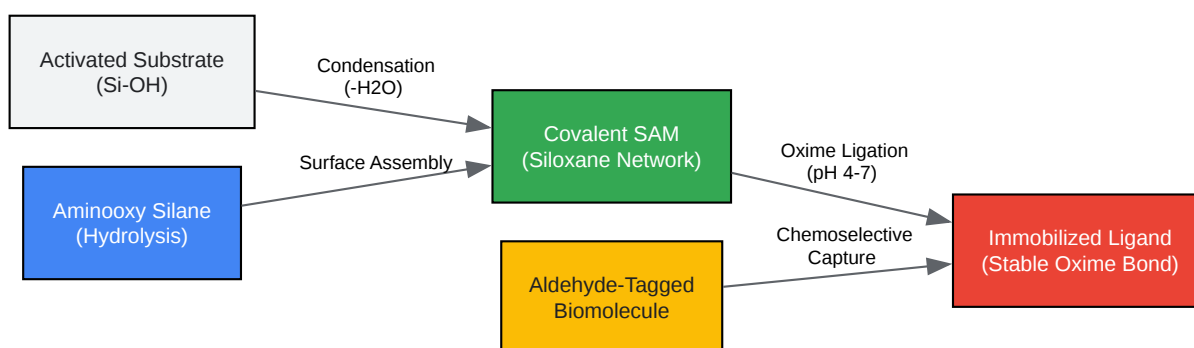 Activated Substrate
(Si-OH)
Condensation
(-H2O)
Aminooxy Silane
(Hydrolysis)
Surface Assembly
Covalent SAM
(Siloxane Network)
Oxime Ligation
(pH 4-7)
Aldehyde-Tagged
Biomolecule
Chemoselective
Capture
Immobilized Ligand
(Stable Oxime Bond)